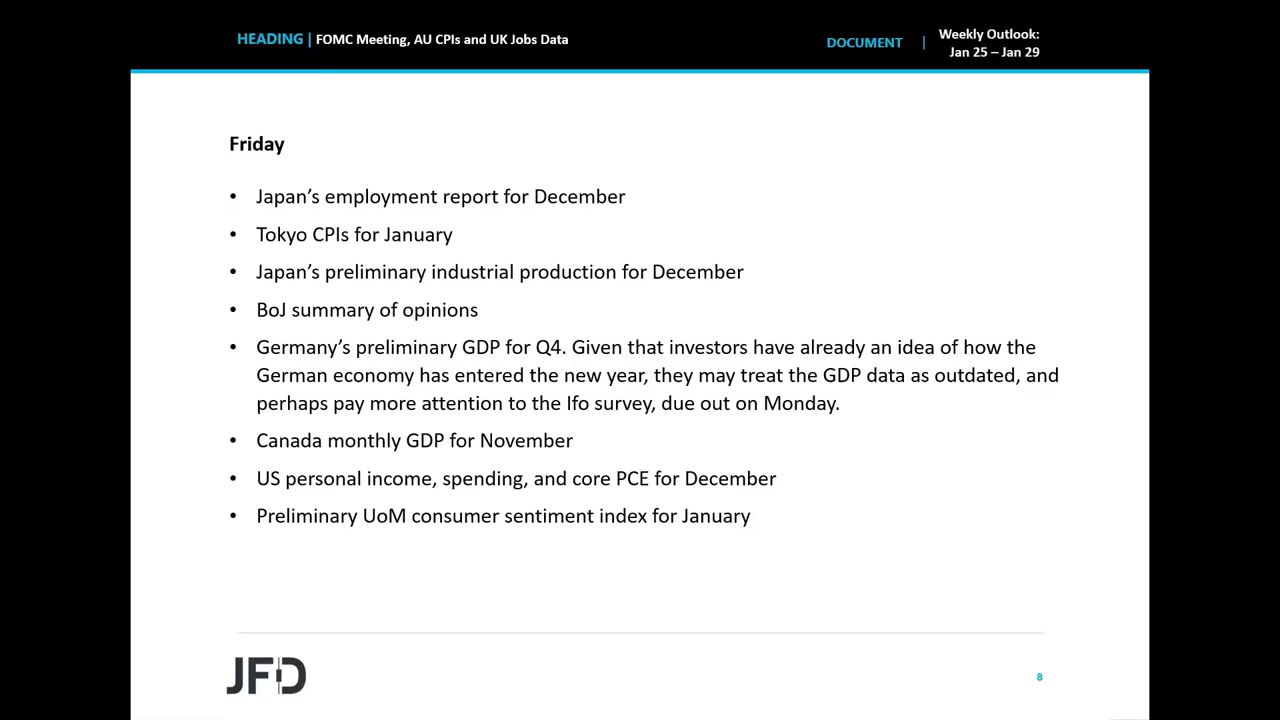 HEADING | FOMC Meeting, AU CPIs and UK Jobs Data
DOCUMENT | Weekly Outlook:
Jan 25 – Jan 29
Friday
• Japan's employment report for December
• Tokyo CPIs for January
• Japan's preliminary industrial production for December
• BoJ summary of opinions
• Germany's preliminary GDP for Q4. Given that investors have already an idea of how the
German economy has entered the new year, they may treat the GDP data as outdated, and
perhaps pay more attention to the Ifo survey, due out on Monday.
• Canada monthly GDP for November
• US personal income, spending, and core PCE for December
• Preliminary UoM consumer sentiment index for January
JFD
8